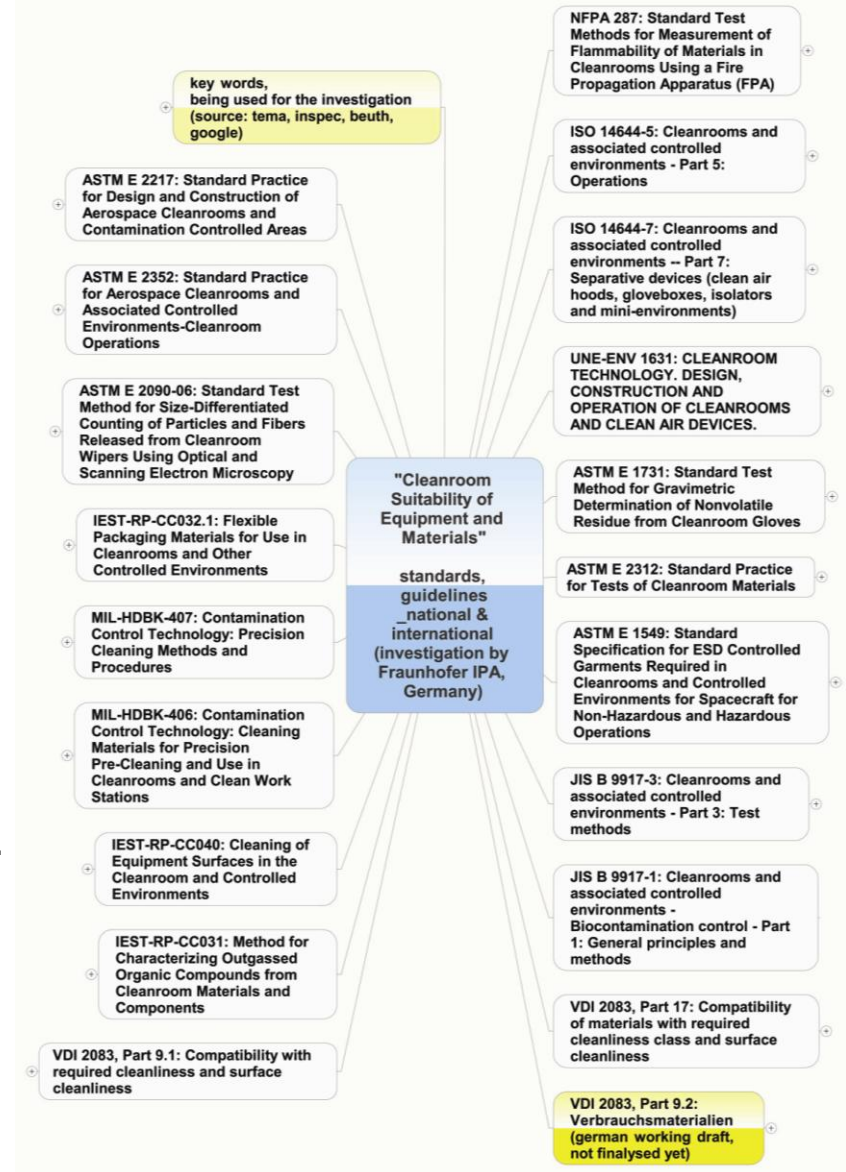 key words,
being used for the investigation
(source: tema, inspec, beuth,
google)
ASTM E 2217: Standard Practice
for Design and Construction of
Aerospace Cleanrooms and
Contamination Controlled Areas
ASTM E 2352: Standard Practice
for Aerospace Cleanrooms and
Associated Controlled
Environments-Cleanroom
Operations
ASTM E 2090-06: Standard Test
Method for Size-Differentiated
Counting of Particles and Fibers
Released from Cleanroom
Wipers Using Optical and
Scanning Electron Microscopy
IEST-RP-CC032.1: Flexible
Packaging Materials for Use in
Cleanrooms and Other
Controlled Environments
MIL-HDBK-407: Contamination
Control Technology: Precision
Cleaning Methods and
Procedures
MIL-HDBK-406: Contamination
Control Technology: Cleaning
Materials for Precision
Pre-Cleaning and Use in
Cleanrooms and Clean Work
Stations
IEST-RP-CC040: Cleaning of
Equipment Surfaces in the
Cleanroom and Controlled
Environments
IEST-RP-CC031: Method for
Characterizing Outgassed
Organic Compounds from
Cleanroom Materials and
Components
VDI 2083, Part 9.1: Compatibility with
required cleanliness and surface
cleanliness
"Cleanroom
Suitability of
Equipment and
Materials"
standards,
guidelines
_national &
international
(investigation by
Fraunhofer IPA,
Germany)
NFPA 287: Standard Test
Methods for Measurement of
Flammability of Materials in
Cleanrooms Using a Fire
Propagation Apparatus (FPA)
ISO 14644-5: Cleanrooms and
associated controlled
environments - Part 5:
Operations
ISO 14644-7: Cleanrooms and
associated controlled
environments -- Part 7:
Separative devices (clean air
hoods, gloveboxes, isolators
and mini-environments)
UNE-ENV 1631: CLEANROOM
TECHNOLOGY. DESIGN,
CONSTRUCTION AND
OPERATION OF CLEANROOMS
AND CLEAN AIR DEVICES.
ASTM E 1731: Standard Test
Method for Gravimetric
Determination of Nonvolatile
Residue from Cleanroom Gloves
ASTM E 2312: Standard Practice
for Tests of Cleanroom Materials
ASTM E 1549: Standard
Specification for ESD Controlled
Garments Required in
Cleanrooms and Controlled
Environments for Spacecraft for
Non-Hazardous and Hazardous
Operations
JIS B 9917-3: Cleanrooms and
associated controlled
environments - Part 3: Test
methods
JIS B 9917-1: Cleanrooms and
associated controlled
environments -
Biocontamination control - Part
1: General principles and
methods
VDI 2083, Part 17: Compatibility
of materials with required
cleanliness class and surface
cleanliness
VDI 2083, Part 9.2:
Verbrauchsmaterialien
(german working draft,
not finalysed yet)